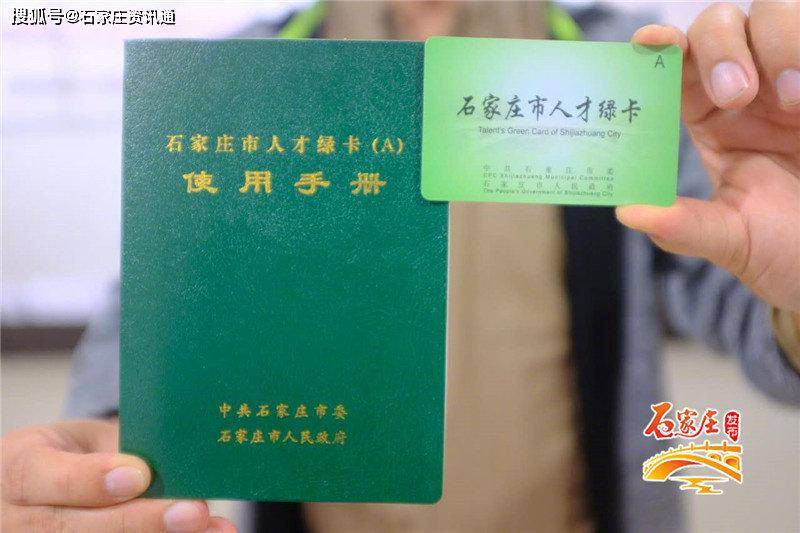 搜狐号@石家庄资讯通
石家庄市人才绿卡(A)
使用手册
中共石家庄市委
石家庄市人民政府
A
石家庄市人才绿卡
Talent's Green Card of Shijiazhuang City
中共石家庄市委
CPC Shijiazhuang Municipal Committee
石家庄市人民政府
The People's Government of Shijiazhuang City
石家庄
发布